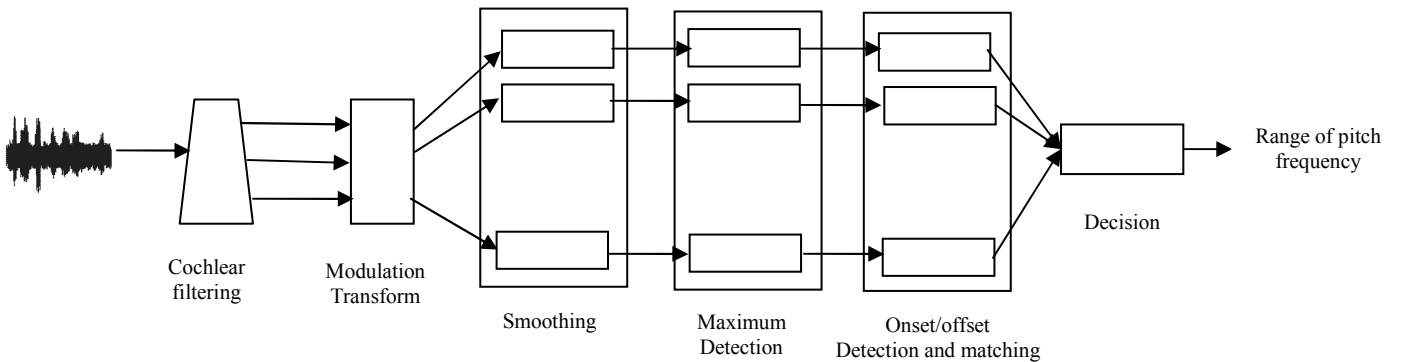 Cochlear
filtering
Modulation
Transform
Smoothing
Maximum
Detection
Onset/offset
Detection and matching
Decision
Range of pitch
frequency